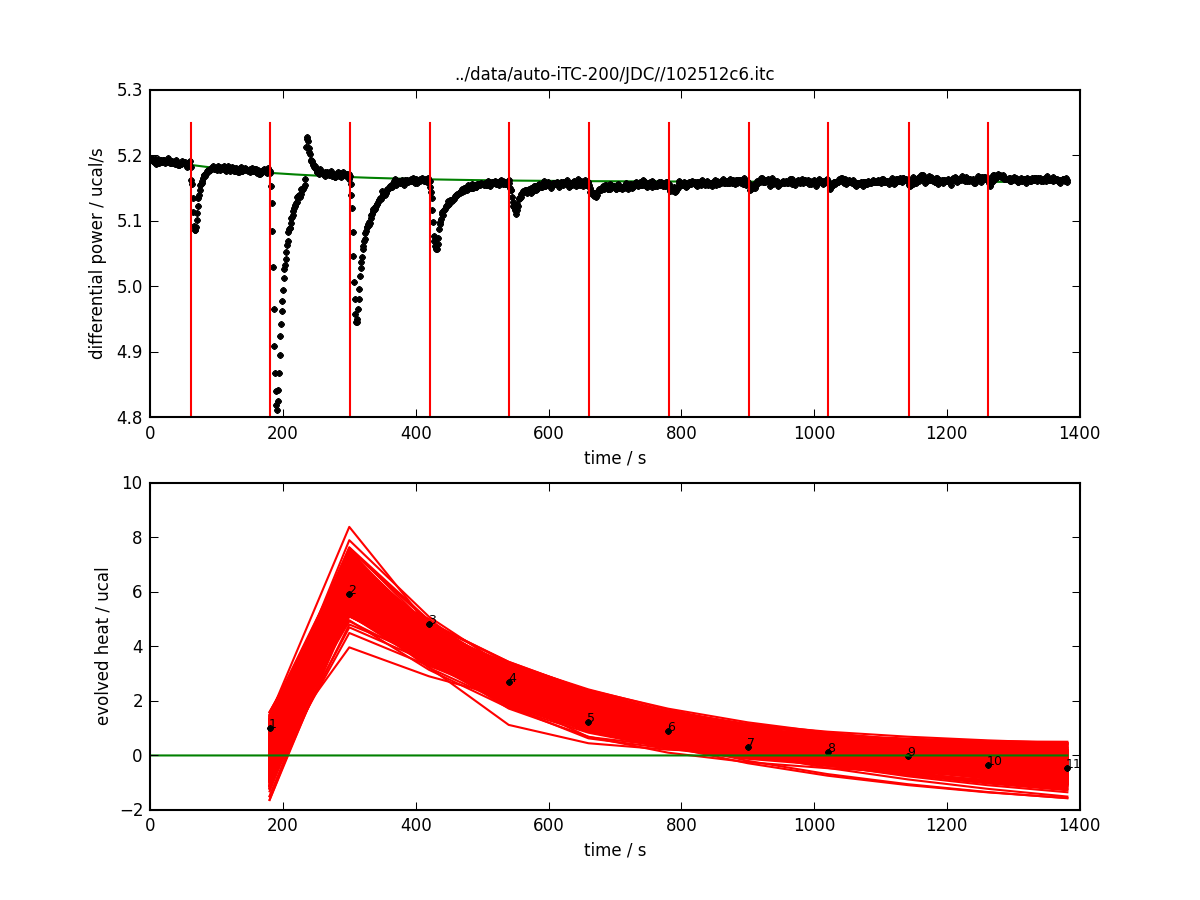 ../data/auto-iTC-200/JDC//102512c6.itc
5.3
5.2
5.1
5.0
4.9
4.8
differential power / ucal/s
0 200 400 600 800 1000 1200 1400
time / s
10
8
6
4
2
0
−2
evolved heat / ucal
1 2 3 4 5 6 7 8 9 10 11
0 200 400 600 800 1000 1200 1400
time / s